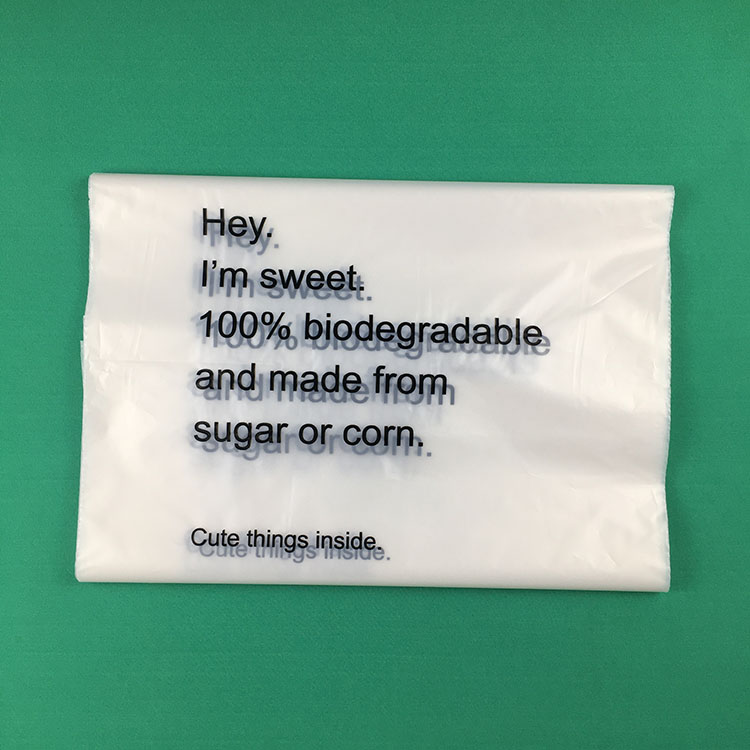 Hey.
I'm sweet.
100% biodegradable
and made from
sugar or corn.
Cute things inside.